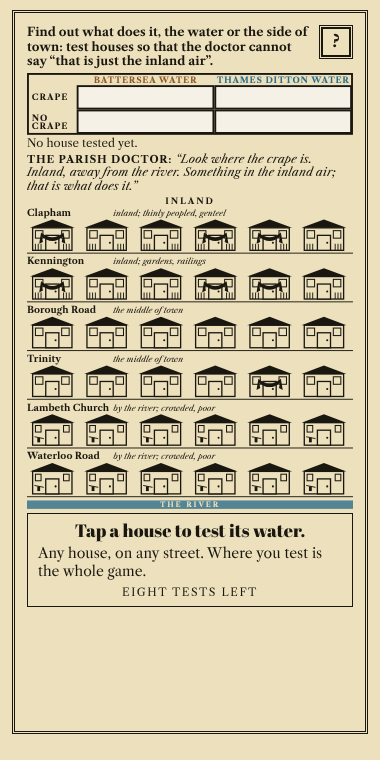 Find out what does it, the water or the side of
town: test houses so that the doctor cannot
say “that is just the inland air”.
?
BATTERSEA WATER THAMES DITTON WATER
CRAPE
NO
CRAPE
No house tested yet.
THE PARISH DOCTOR: “Look where the crape is.
Inland, away from the river. Something in the inland air;
that is what does it.”
INLAND
Clapham inland; thinly peopled, genteel
Kennington inland; gardens, railings
Borough Road the middle of town
Trinity the middle of town
Lambeth Church by the river; crowded, poor
Waterloo Road by the river; crowded, poor
THE RIVER
Tap a house to test its water.
Any house, on any street. Where you test is
the whole game.
EIGHT TESTS LEFT